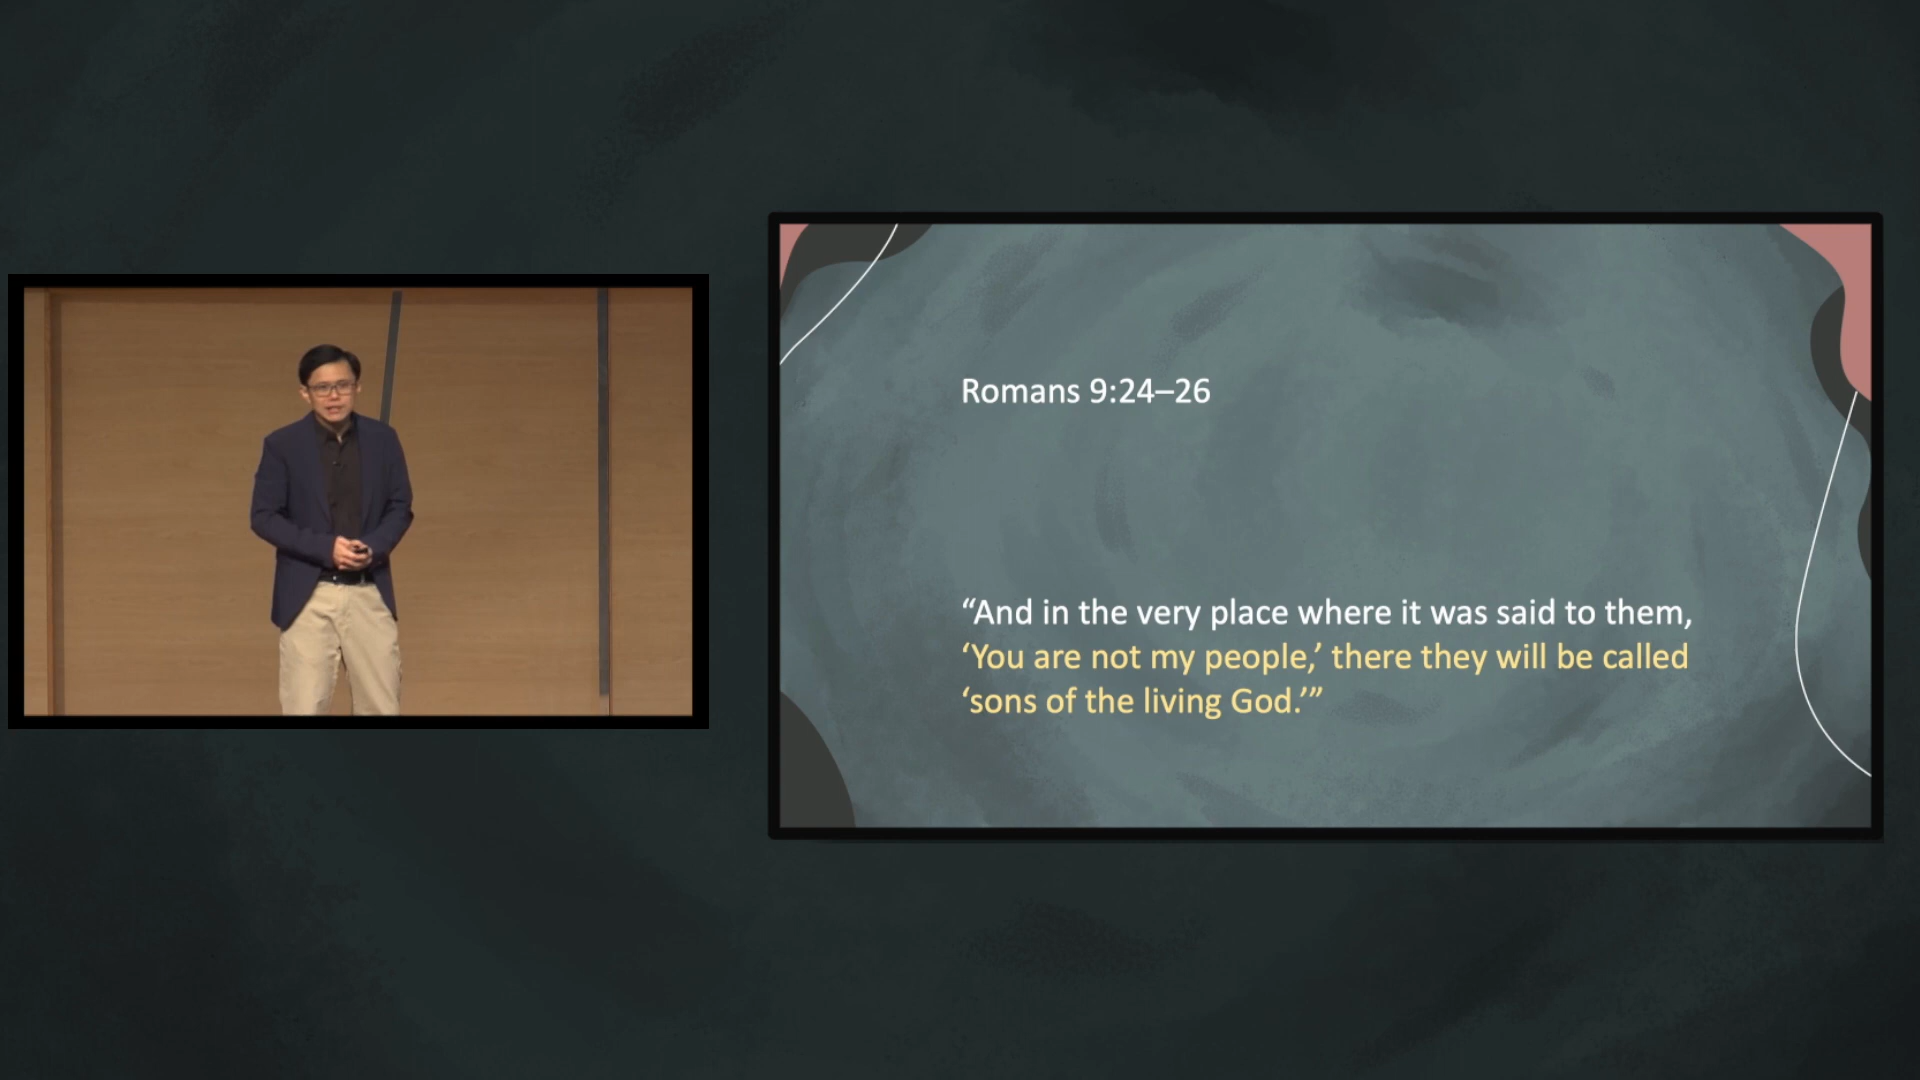 Romans 9:24–26
“And in the very place where it was said to them,
‘You are not my people,’ there they will be called
‘sons of the living God.’”